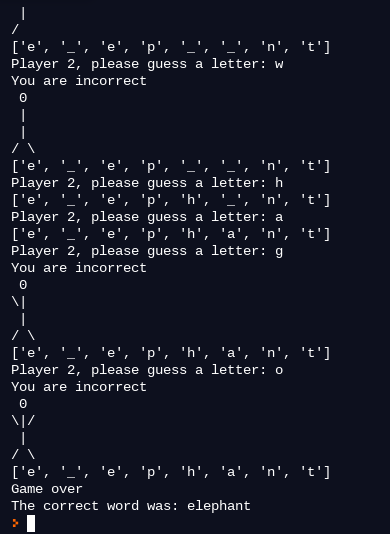 |
/
['e', '_', 'e', 'p', '_', '_', 'n', 't']
Player 2, please guess a letter: w
You are incorrect
 0
 |
 |
/ \
['e', '_', 'e', 'p', '_', '_', 'n', 't']
Player 2, please guess a letter: h
['e', '_', 'e', 'p', 'h', '_', 'n', 't']
Player 2, please guess a letter: a
['e', '_', 'e', 'p', 'h', 'a', 'n', 't']
Player 2, please guess a letter: g
You are incorrect
 0
\|
 |
/ \
['e', '_', 'e', 'p', 'h', 'a', 'n', 't']
Player 2, please guess a letter: o
You are incorrect
 0
\|/
 |
/ \
['e', '_', 'e', 'p', 'h', 'a', 'n', 't']
Game over
The correct word was: elephant
>